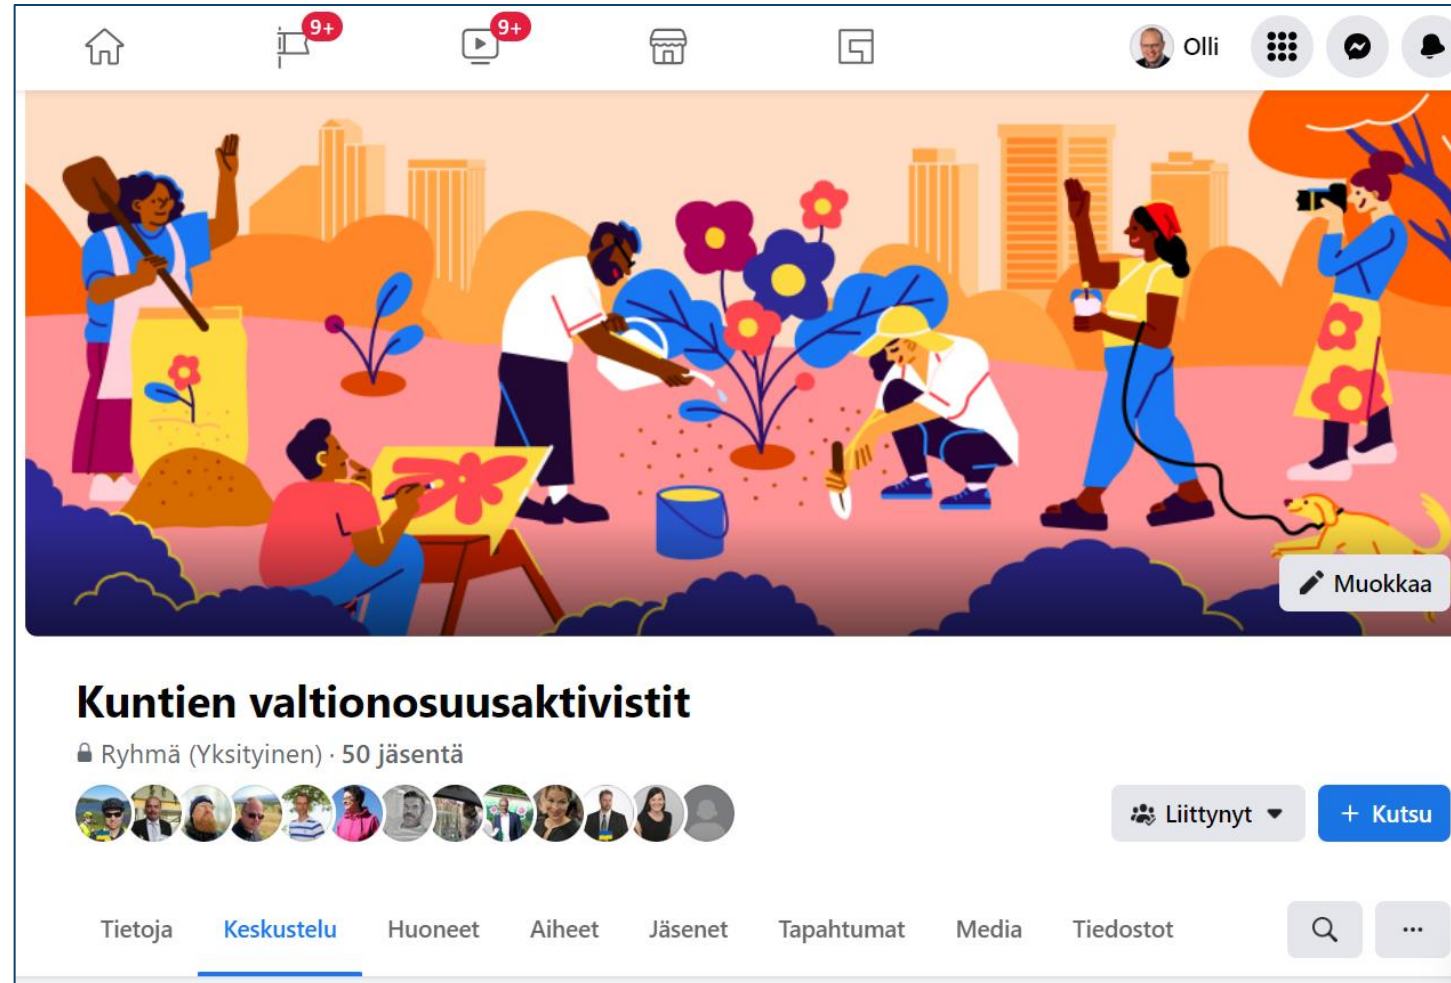 9+ 9+ Olli
Muokkaa
Kuntien valtionosuusaktivistit
Ryhmä (Yksityinen) · 50 jäsentä
Liittynyt + Kutsu
Tietoja Keskustelu Huoneet Aiheet Jäsenet Tapahtumat Media Tiedostot ...